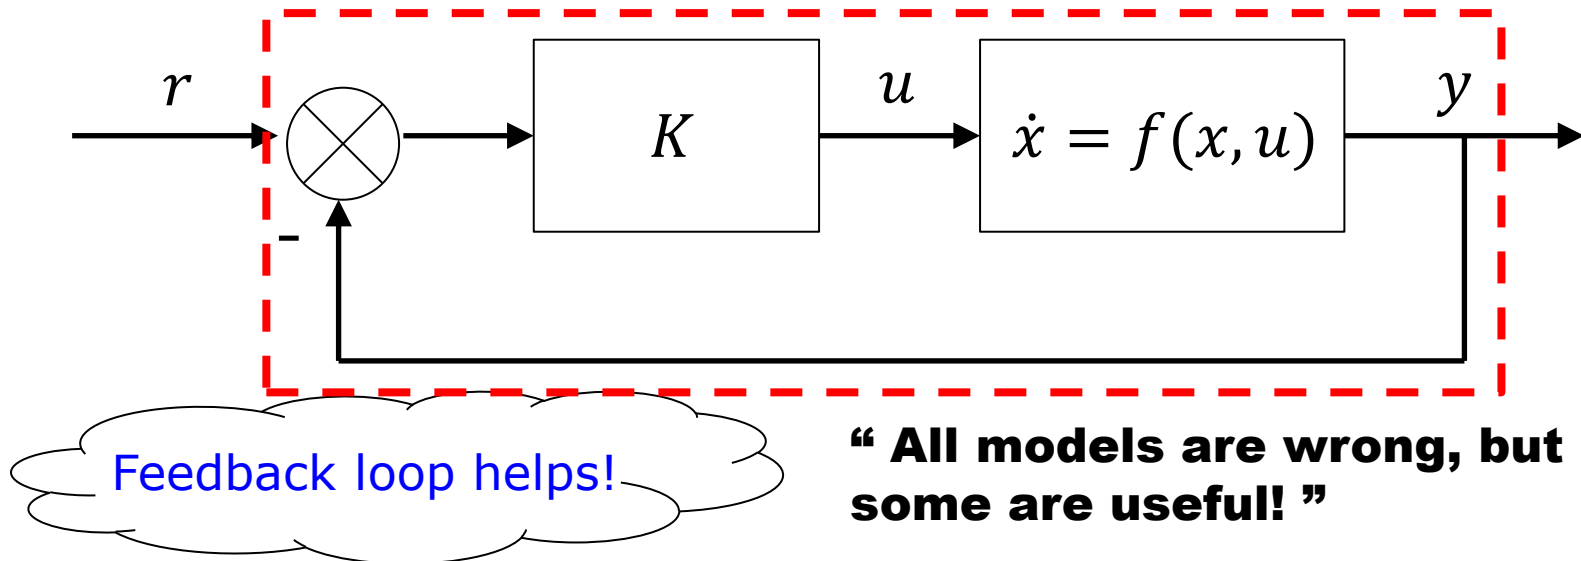 r
u
y
K
ẋ = f(x, u)
-
Feedback loop helps!
“ All models are wrong, but
some are useful! ”